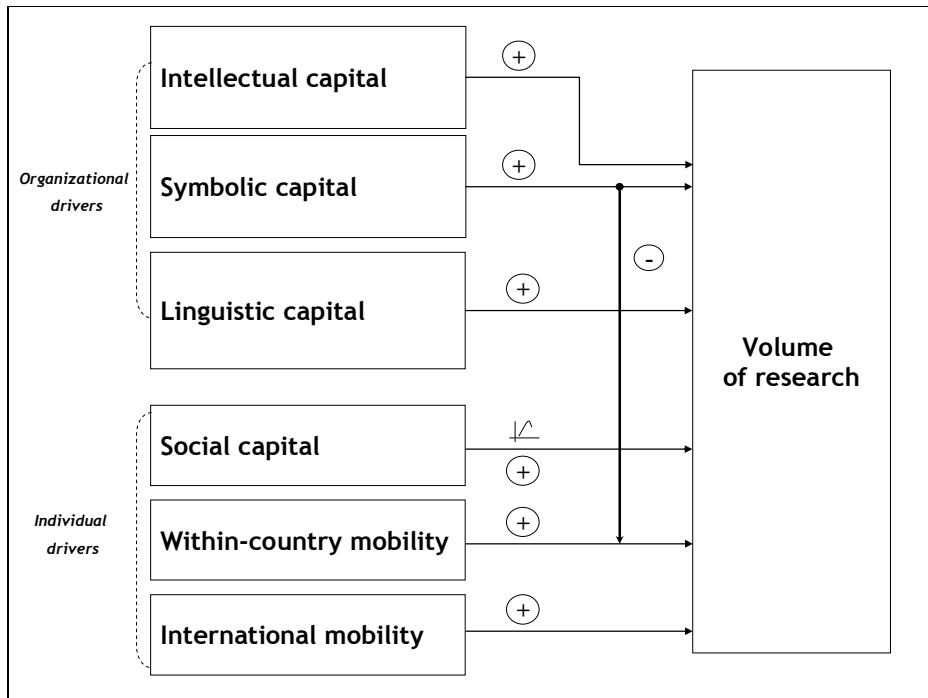 Intellectual capital
+
Organizational
drivers
Symbolic capital
+
-
Linguistic capital
+
Volume
of research
Social capital
+
Individual
drivers
Within-country mobility
+
International mobility
+